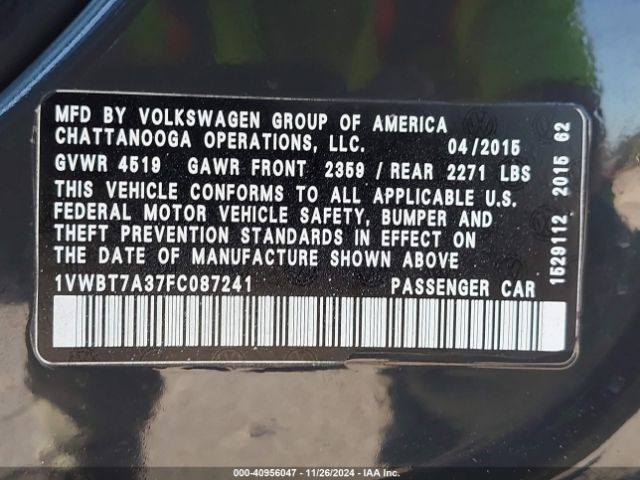 MFD BY VOLKSWAGEN GROUP OF AMERICA
CHATTANOOGA OPERATIONS, LLC. 04/2015
GVWR 4519 GAWR FRONT 2359 / REAR 2271 LBS
THIS VEHICLE CONFORMS TO ALL APPLICABLE U.S.
FEDERAL MOTOR VEHICLE SAFETY, BUMPER AND
THEFT PREVENTION STANDARDS IN EFFECT ON
THE DATE OF MANUFACTURE SHOWN ABOVE
1VWBT7A37FC087241 PASSENGER CAR
1529112 2015 62
000-40956047 | 11/26/2024 | IAA Inc.